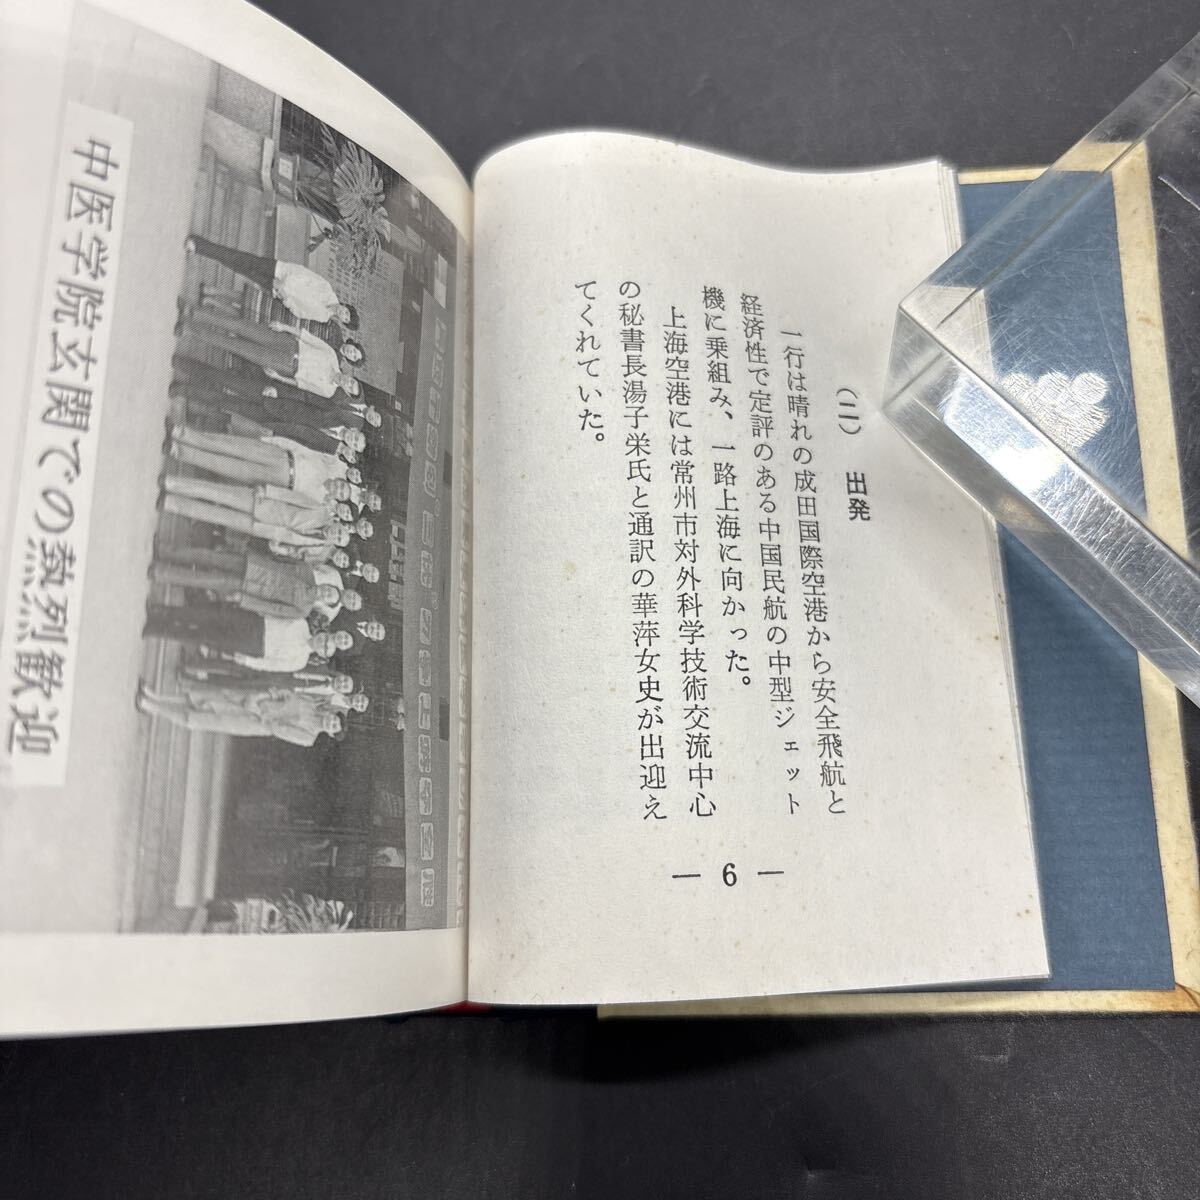 (二) 出発
一行は晴れの成田国際空港から安全飛航と
経済性で定評のある中国民航の中型ジェット
機に乗組み、一路上海に向かった。
上海空港には常州市対外科学技術交流中心
の秘書長湯子栄氏と通訳の華萍女史が出迎え
てくれていた。
— 6 —
中医学院玄関での熱烈歓迎